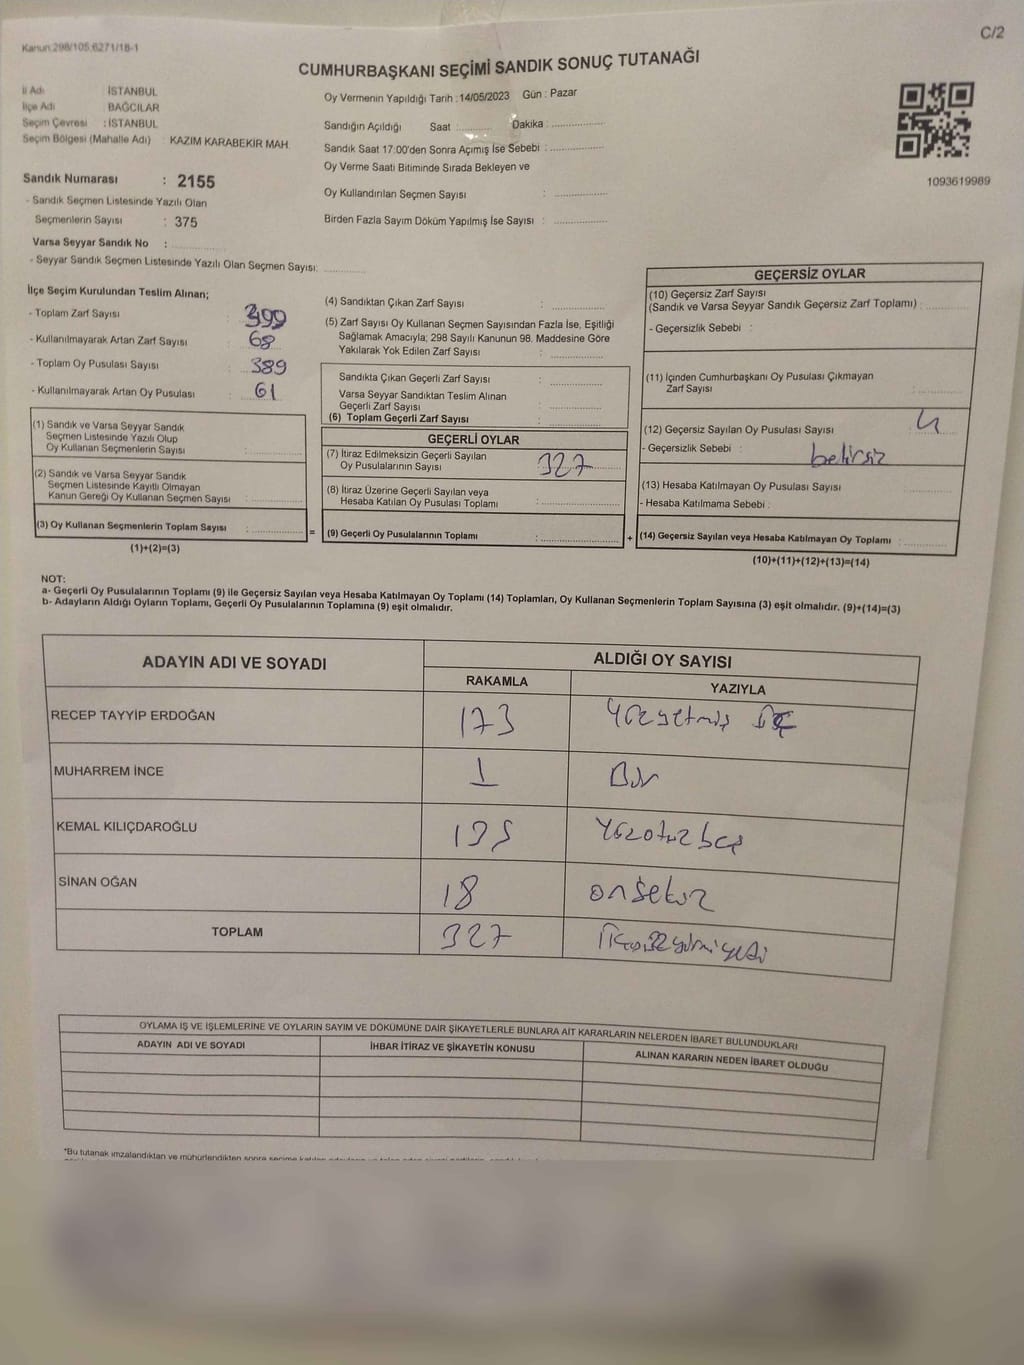 C/2
Kanun 298/105,6271/18-1
CUMHURBAŞKANI SEÇİMİ SANDIK SONUÇ TUTANAĞI
İl Adı : İSTANBUL
İlçe Adı : BAĞCILAR
Seçim Çevresi : İSTANBUL
Seçim Bölgesi (Mahalle Adı) : KAZIM KARABEKIR MAH.
Oy Vermenin Yapıldığı Tarih :14/05/2023 Gün : Pazar
Sandığın Açıldığı Saat :.......... Dakika :................
Sandık Saat 17:00'den Sonra Açımış İse Sebebi :................
Oy Verme Saati Bitiminde Sırada Bekleyen ve
Oy Kullandırılan Seçmen Sayısı :................
Birden Fazla Sayım Döküm Yapılmış İse Sayısı :................
1093619989
Sandık Numarası : 2155
- Sandık Seçmen Listesinde Yazılı Olan
Seçmenlerin Sayısı : 375
Varsa Seyyar Sandık No :................
- Seyyar Sandık Seçmen Listesinde Yazılı Olan Seçmen Sayısı:............
İlçe Seçim Kurulundan Teslim Alınan;
- Toplam Zarf Sayısı : 399
- Kullanılmayarak Artan Zarf Sayısı : 68
- Toplam Oy Pusulası Sayısı : 389
- Kullanılmayarak Artan Oy Pusulası : 61
(1) Sandık ve Varsa Seyyar Sandık
Seçmen Listesinde Yazılı Olup
Oy Kullanan Seçmenlerin Sayısı :................
(2) Sandık ve Varsa Seyyar Sandık
Seçmen Listesinde Kayıtlı Olmayan
Kanun Gereği Oy Kullanan Seçmen Sayısı :................
(3) Oy Kullanan Seçmenlerin Toplam Sayısı :................ =
(1)+(2)=(3)
(4) Sandıktan Çıkan Zarf Sayısı :................
(5) Zarf Sayısı Oy Kullanan Seçmen Sayısından Fazla İse, Eşitliği
Sağlamak Amacıyla; 298 Sayılı Kanunun 98. Maddesine Göre
Yakılarak Yok Edilen Zarf Sayısı :................
Sandıkta Çıkan Geçerli Zarf Sayısı :................
Varsa Seyyar Sandıktan Teslim Alınan
Geçerli Zarf Sayısı :................
(6) Toplam Geçerli Zarf Sayısı :................
GEÇERLİ OYLAR
(7) İtiraz Edilmeksizin Geçerli Sayılan
Oy Pusulalarının Sayısı : 327
(8) İtiraz Üzerine Geçerli Sayılan veya
Hesaba Katılan Oy Pusulası Toplamı :................
(9) Geçerli Oy Pusulalarının Toplamı :................ +
GEÇERSİZ OYLAR
(10) Geçersiz Zarf Sayısı
(Sandık ve Varsa Seyyar Sandık Geçersiz Zarf Toplamı) :............
- Geçersizlik Sebebi :
(11) İçinden Cumhurbaşkanı Oy Pusulası Çıkmayan
Zarf Sayısı :............
(12) Geçersiz Sayılan Oy Pusulası Sayısı : 4
- Geçersizlik Sebebi : belirsiz
(13) Hesaba Katılmayan Oy Pusulası Sayısı :............
- Hesaba Katılmama Sebebi :
(14) Geçersiz Sayılan veya Hesaba Katılmayan Oy Toplamı :............
(10)+(11)+(12)+(13)=(14)
NOT:
a- Geçerli Oy Pusulalarının Toplamı (9) ile Geçersiz Sayılan veya Hesaba Katılmayan Oy Toplamı (14) Toplamları, Oy Kullanan Seçmenlerin Toplam Sayısına (3) eşit olmalıdır. (9)+(14)=(3)
b- Adayların Aldığı Oyların Toplamı, Geçerli Oy Pusulalarının Toplamına (9) eşit olmalıdır.
ADAYIN ADI VE SOYADI ALDIĞI OY SAYISI
RAKAMLA YAZIYLA
RECEP TAYYIP ERDOĞAN 173 Yüzyetmiş üç
MUHARREM İNCE 1 Bir
KEMAL KILIÇDAROĞLU 135 Yüzotuz beş
SİNAN OĞAN 18 onsekiz
TOPLAM 327 üçyüzyirmiyedi
OYLAMA İŞ VE İŞLEMLERİNE VE OYLARIN SAYIM VE DÖKÜMÜNE DAİR ŞİKAYETLERLE BUNLARA AİT KARARLARIN NELERDEN İBARET BULUNDUKLARI
ADAYIN ADI VE SOYADI İHBAR İTİRAZ VE ŞİKAYETİN KONUSU ALINAN KARARIN NEDEN İBARET OLDUĞU
*Bu tutanak imzalandıktan ve mühürlendikten sonra